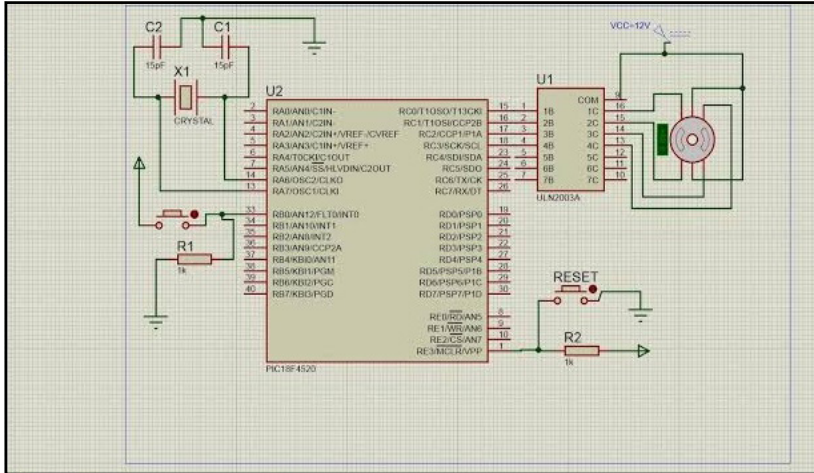 C2
C1
15pF
15pF
X1
CRYSTAL
VCC=12V
U2
U1
2
RA0/AN0/C1IN-
3
RA1/AN1/C2IN-
4
RA2/AN2/C2IN+/VREF-/CVREF
5
RA3/AN3/C1IN+/VREF+
6
RA4/T0CKI/C1OUT
7
RA5/AN4/SS/HLVDIN/C2OUT
14
RA6/OSC2/CLKO
13
RA7/OSC1/CLKI
33
RB0/AN12/FLT0/INT0
34
RB1/AN10/INT1
35
RB2/AN8/INT2
36
RB3/AN9/CCP2A
37
RB4/KBI0/AN11
38
RB5/KBI1/PGM
39
RB6/KBI2/PGC
40
RB7/KBI3/PGD
RC0/T1OSO/T13CKI
15
RC1/T1OSI/CCP2B
16
RC2/CCP1/P1A
17
RC3/SCK/SCL
18
RC4/SDI/SDA
23
RC5/SDO
24
RC6/TX/CK
25
RC7/RX/DT
26
RD0/PSP0
19
RD1/PSP1
20
RD2/PSP2
21
RD3/PSP3
22
RD4/PSP4
27
RD5/PSP5/P1B
28
RD6/PSP6/P1C
29
RD7/PSP7/P1D
30
RE0/RD/AN5
8
RE1/WR/AN6
9
RE2/CS/AN7
10
RE3/MCLR/VPP
1
PIC18F4520
COM
9
1
1B
1C
16
2
2B
2C
15
3
3B
3C
14
4
4B
4C
13
5
5B
5C
12
6
6B
6C
11
7
7B
7C
10
ULN2003A
R1
1k
RESET
R2
1k